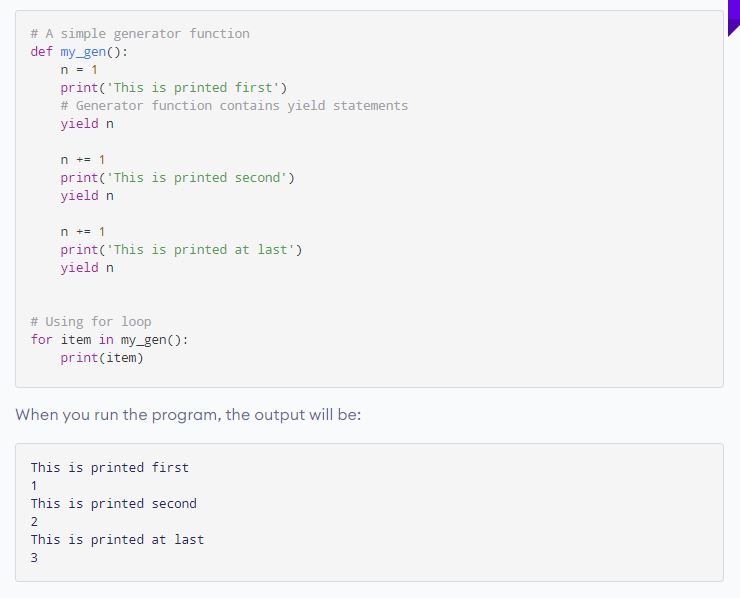 # A simple generator function
def my_gen():
    n = 1
    print('This is printed first')
    # Generator function contains yield statements
    yield n

    n += 1
    print('This is printed second')
    yield n

    n += 1
    print('This is printed at last')
    yield n


# Using for loop
for item in my_gen():
    print(item)
When you run the program, the output will be:
This is printed first
1
This is printed second
2
This is printed at last
3